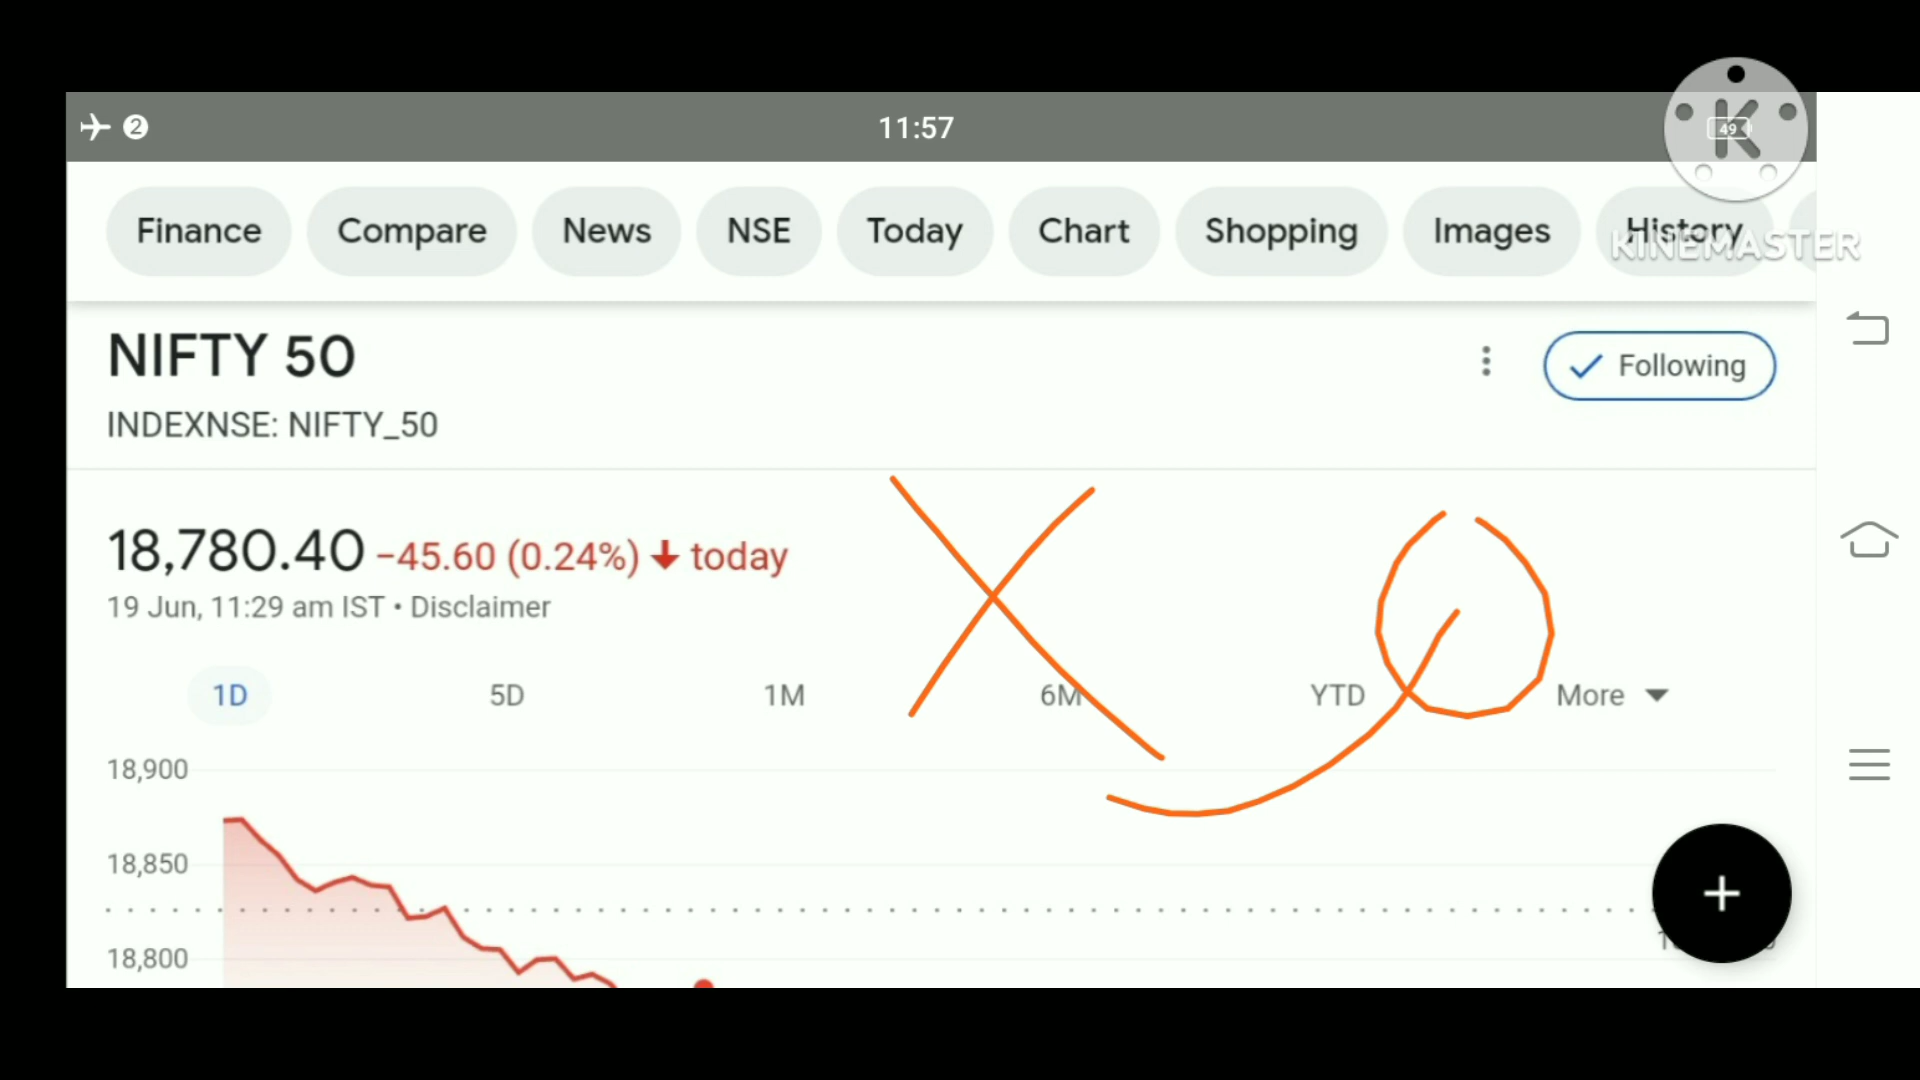 2 11:57 49
Finance Compare News NSE Today Chart Shopping Images History
KINEMASTER
NIFTY 50
Following
INDEXNSE: NIFTY_50
18,780.40 −45.60 (0.24%) ↓ today
19 Jun, 11:29 am IST • Disclaimer
1D 5D 1M 6M YTD More
18,900
18,850
18,800